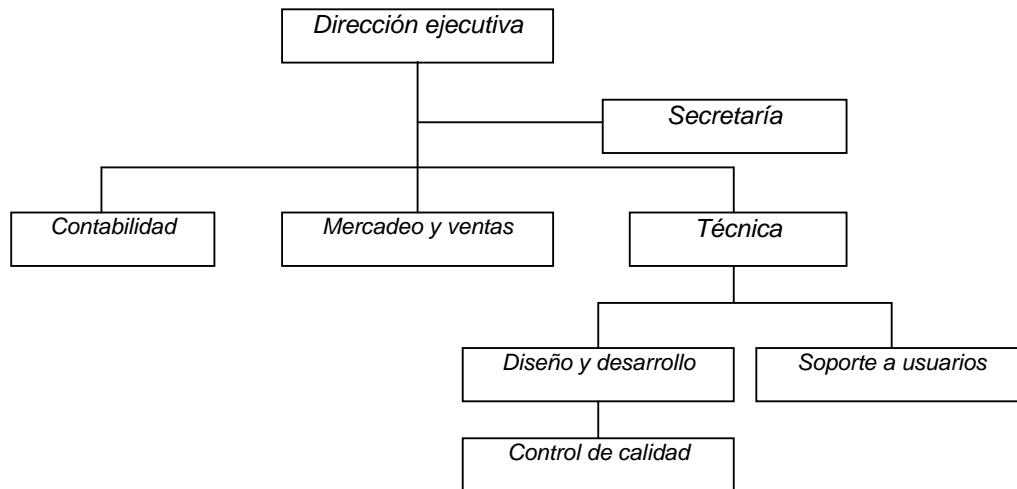 Dirección ejecutiva
Secretaría
Contabilidad
Mercadeo y ventas
Técnica
Diseño y desarrollo
Soporte a usuarios
Control de calidad